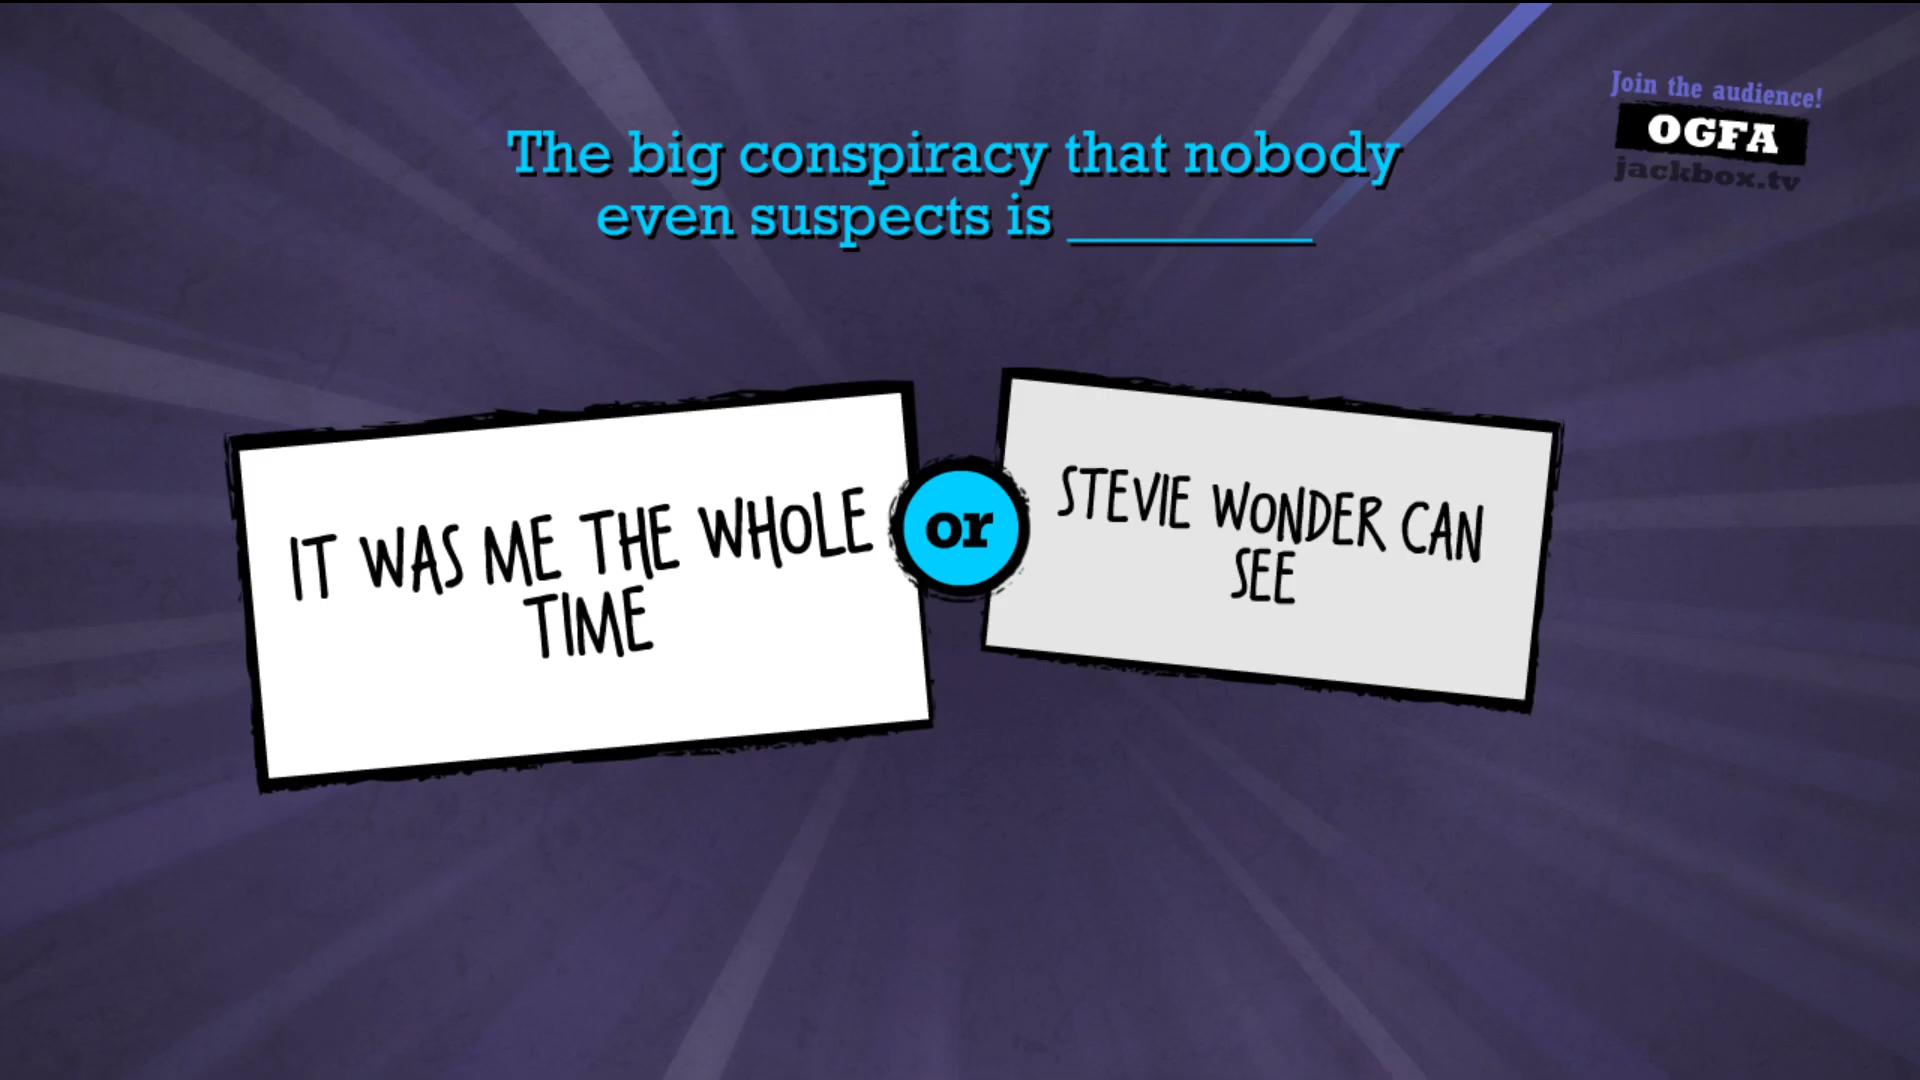 Join the audience!
OGFA
jackbox.tv
The big conspiracy that nobody
even suspects is __________
IT WAS ME THE WHOLE
TIME
or
STEVIE WONDER CAN
SEE